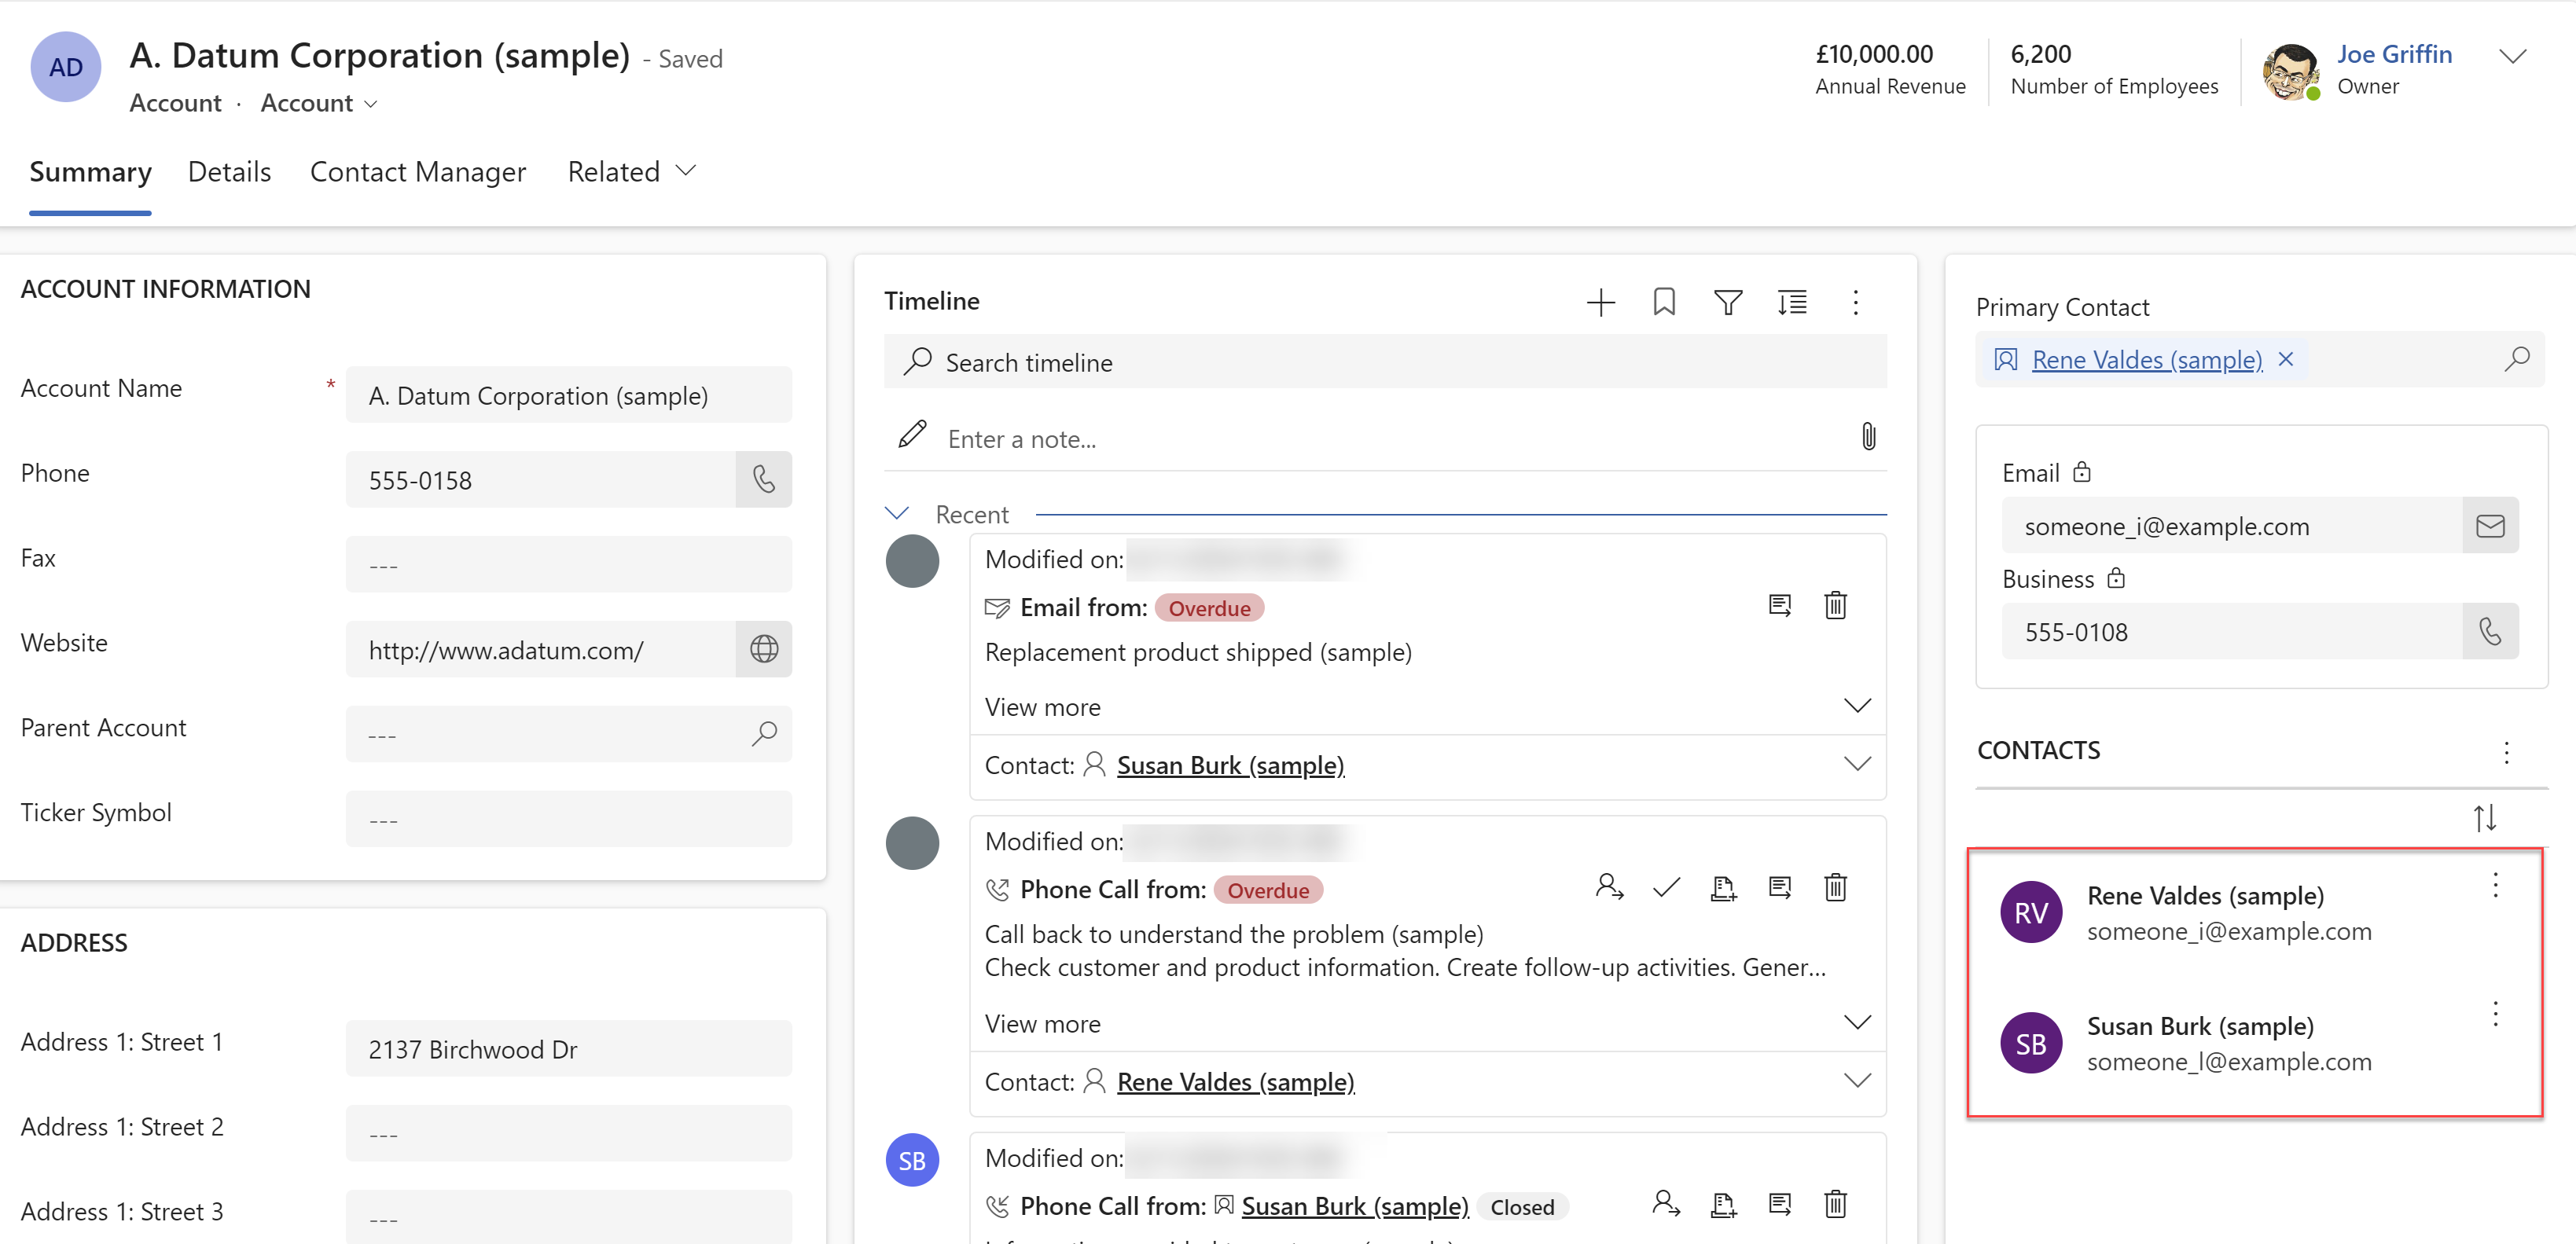 AD
A. Datum Corporation (sample) - Saved
Account · Account
£10,000.00
Annual Revenue
6,200
Number of Employees
Joe Griffin
Owner
Summary Details Contact Manager Related
ACCOUNT INFORMATION
Account Name * A. Datum Corporation (sample)
Phone 555-0158
Fax ---
Website http://www.adatum.com/
Parent Account ---
Ticker Symbol ---
ADDRESS
Address 1: Street 1 2137 Birchwood Dr
Address 1: Street 2 ---
Address 1: Street 3 ---
Timeline
Search timeline
Enter a note...
Recent
Modified on:
Email from: Overdue
Replacement product shipped (sample)
View more
Contact: Susan Burk (sample)
Modified on:
Phone Call from: Overdue
Call back to understand the problem (sample)
Check customer and product information. Create follow-up activities. Gener...
View more
Contact: Rene Valdes (sample)
SB
Modified on:
Phone Call from: Susan Burk (sample) Closed
Primary Contact
Rene Valdes (sample)
Email
someone_i@example.com
Business
555-0108
CONTACTS
RV
Rene Valdes (sample)
someone_i@example.com
SB
Susan Burk (sample)
someone_l@example.com